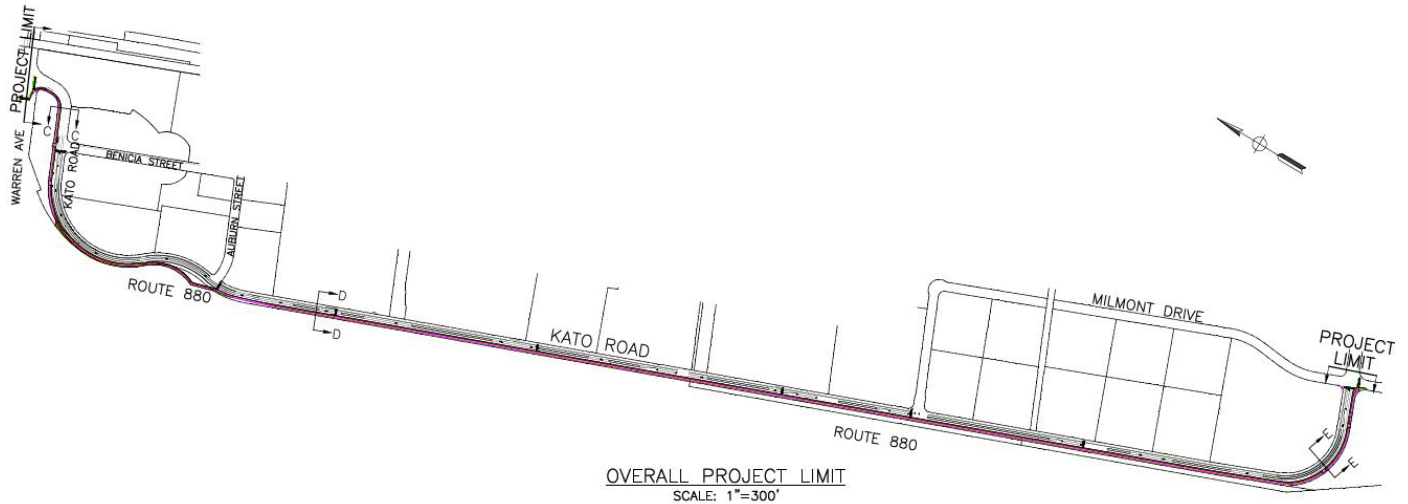 PROJECT LIMIT
WARREN AVE
C
C
KATO ROAD
BENICIA STREET
AUBURN STREET
ROUTE 880
D
D
KATO ROAD
MILMONT DRIVE
PROJECT
LIMIT
ROUTE 880
E
E
OVERALL PROJECT LIMIT
SCALE: 1"=300'